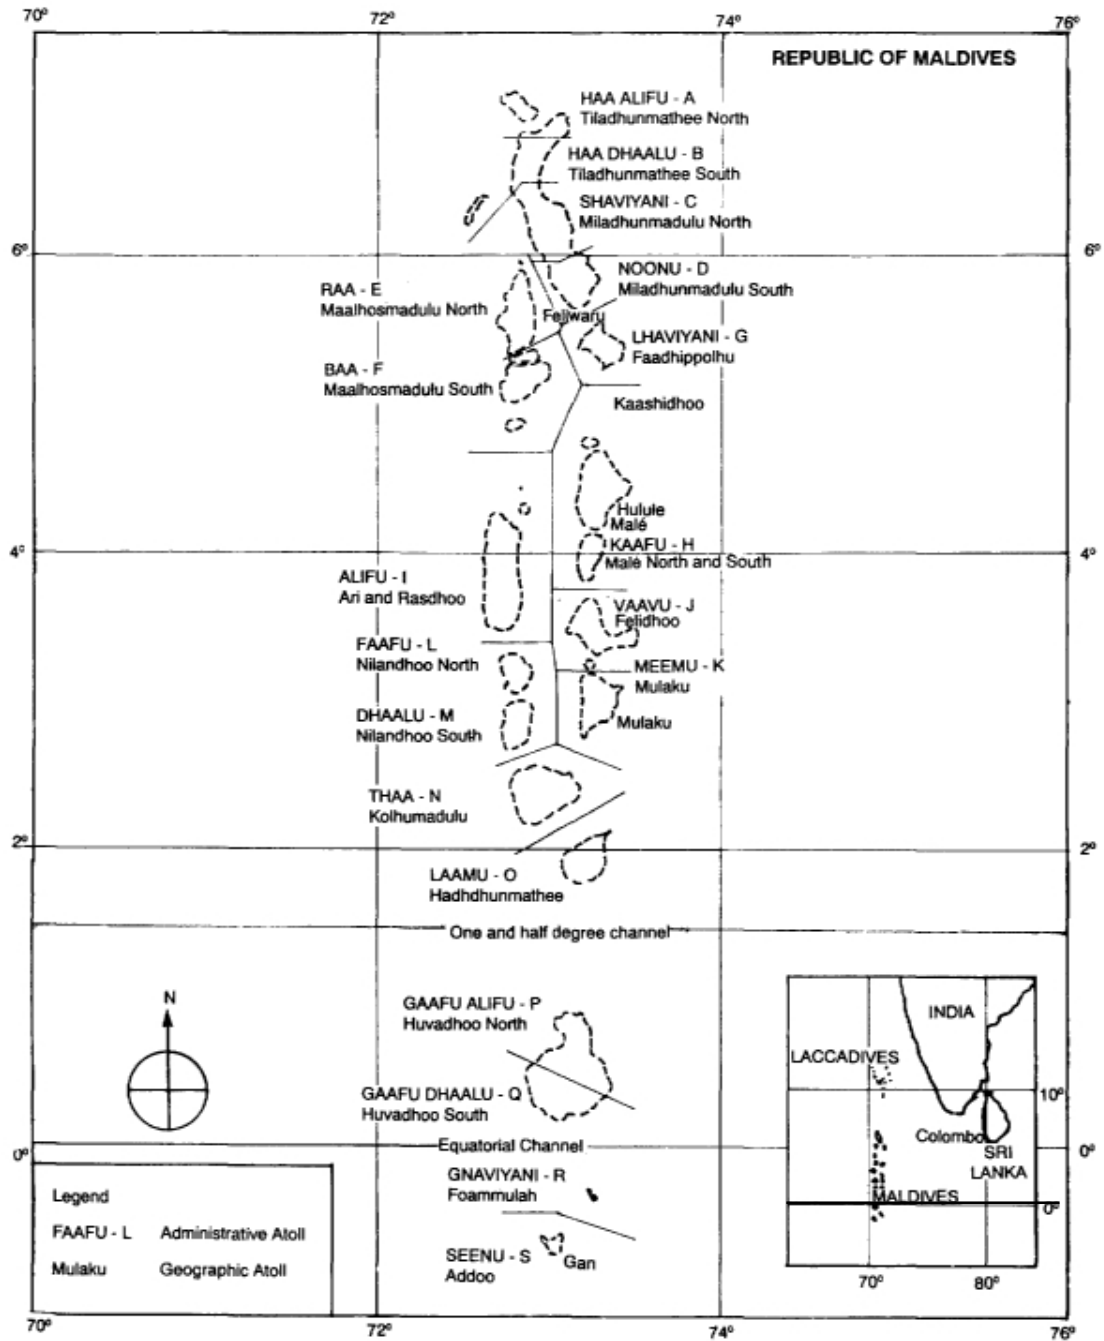 70°
72°
74°
76°
REPUBLIC OF MALDIVES
HAA ALIFU - A
Tiladhunmathee North
HAA DHAALU - B
Tiladhunmathee South
SHAVIYANI - C
Miladhunmadulu North
6°
6°
NOONU - D
Miladhunmadulu South
RAA - E
Maalhosmadulu North
Feliwaru
LHAVIYANI - G
Faadhippolhu
BAA - F
Maalhosmadulu South
Kaashidhoo
Hulule
Malé
4°
4°
KAAFU - H
Malé North and South
ALIFU - I
Ari and Rasdhoo
VAAVU - J
Felidhoo
FAAFU - L
Nilandhoo North
MEEMU - K
Mulaku
DHAALU - M
Nilandhoo South
Mulaku
THAA - N
Kolhumadulu
2°
2°
LAAMU - O
Hadhdhunmathee
One and half degree channel
N
GAAFU ALIFU - P
Huvadhoo North
GAAFU DHAALU - Q
Huvadhoo South
Equatorial Channel
0°
0°
GNAVIYANI - R
Foammulah
SEENU - S
Addoo
Gan
INDIA
LACCADIVES
10°
Colombo
SRI
LANKA
MALDIVES
0°
70°
80°
Legend
FAAFU - L Administrative Atoll
Mulaku Geographic Atoll
70°
72°
74°
76°